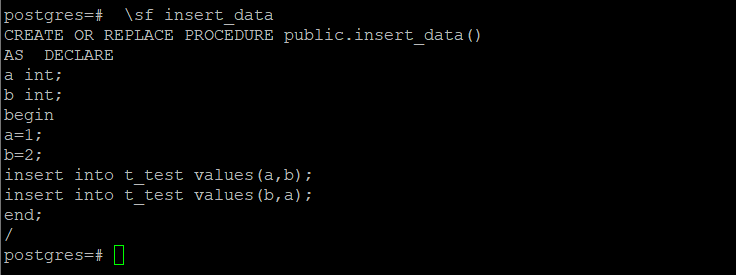 postgres=#  \sf insert_data
CREATE OR REPLACE PROCEDURE public.insert_data()
AS  DECLARE
a int;
b int;
begin
a=1;
b=2;
insert into t_test values(a,b);
insert into t_test values(b,a);
end;
/
postgres=#